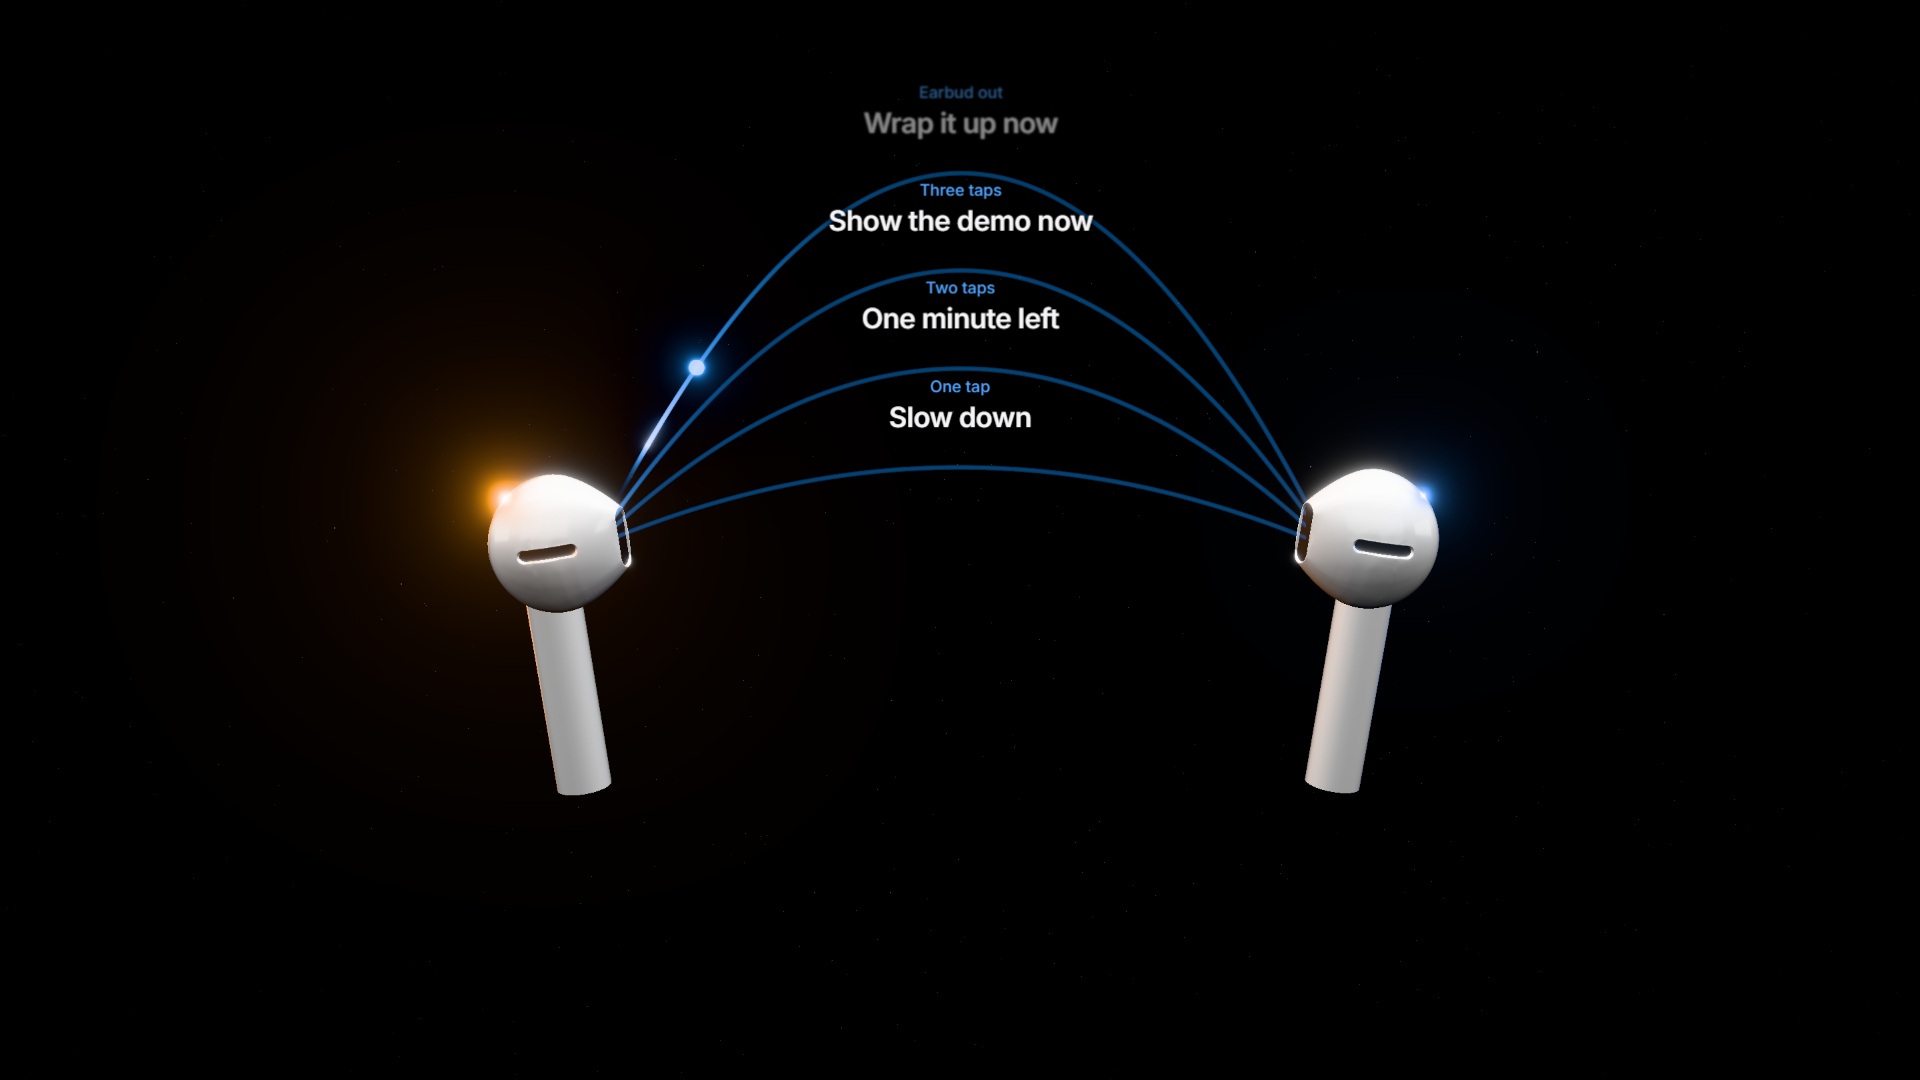 Earbud out
Wrap it up now
Three taps
Show the demo now
Two taps
One minute left
One tap
Slow down